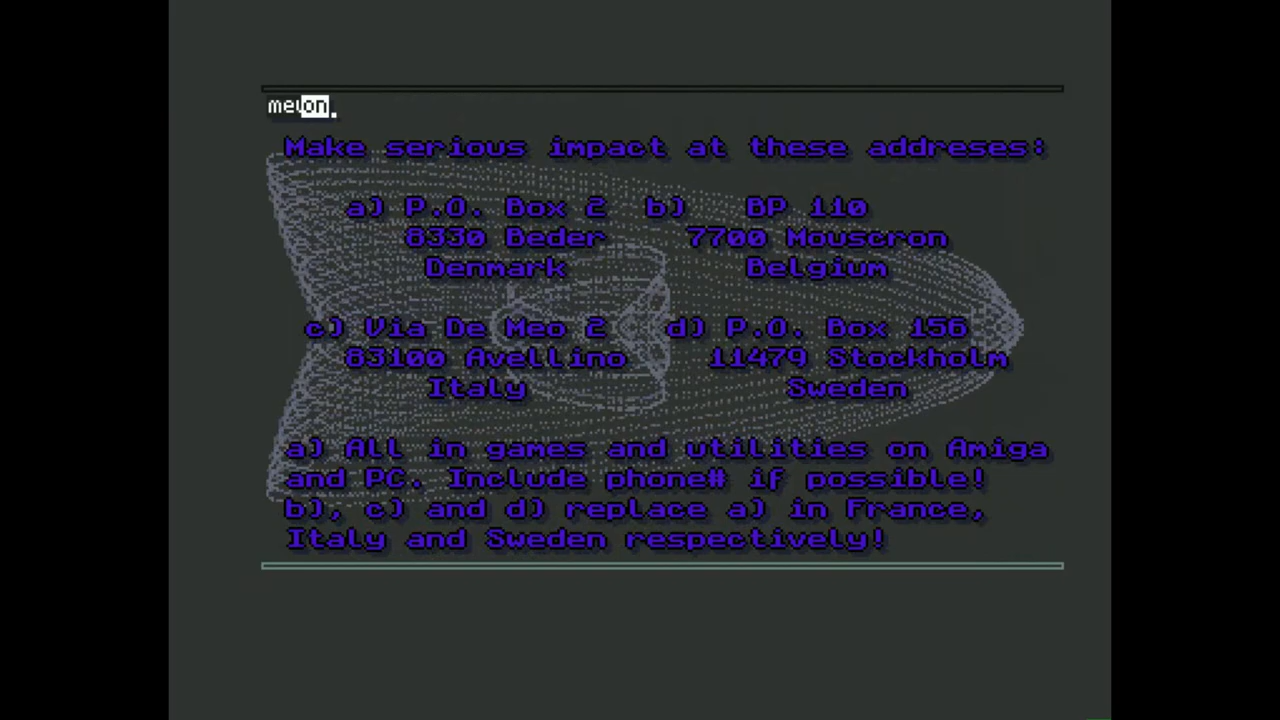 melon.
Make serious impact at these addreses:
a) P.O. Box 2 b) BP 110
8330 Beder 7700 Mouscron
Denmark Belgium
c) Via De Meo 2 d) P.O. Box 156
83100 Avellino 11479 Stockholm
Italy Sweden
a) All in games and utilities on Amiga
and PC. Include phone# if possible!
b), c) and d) replace a) in France,
Italy and Sweden respectively!